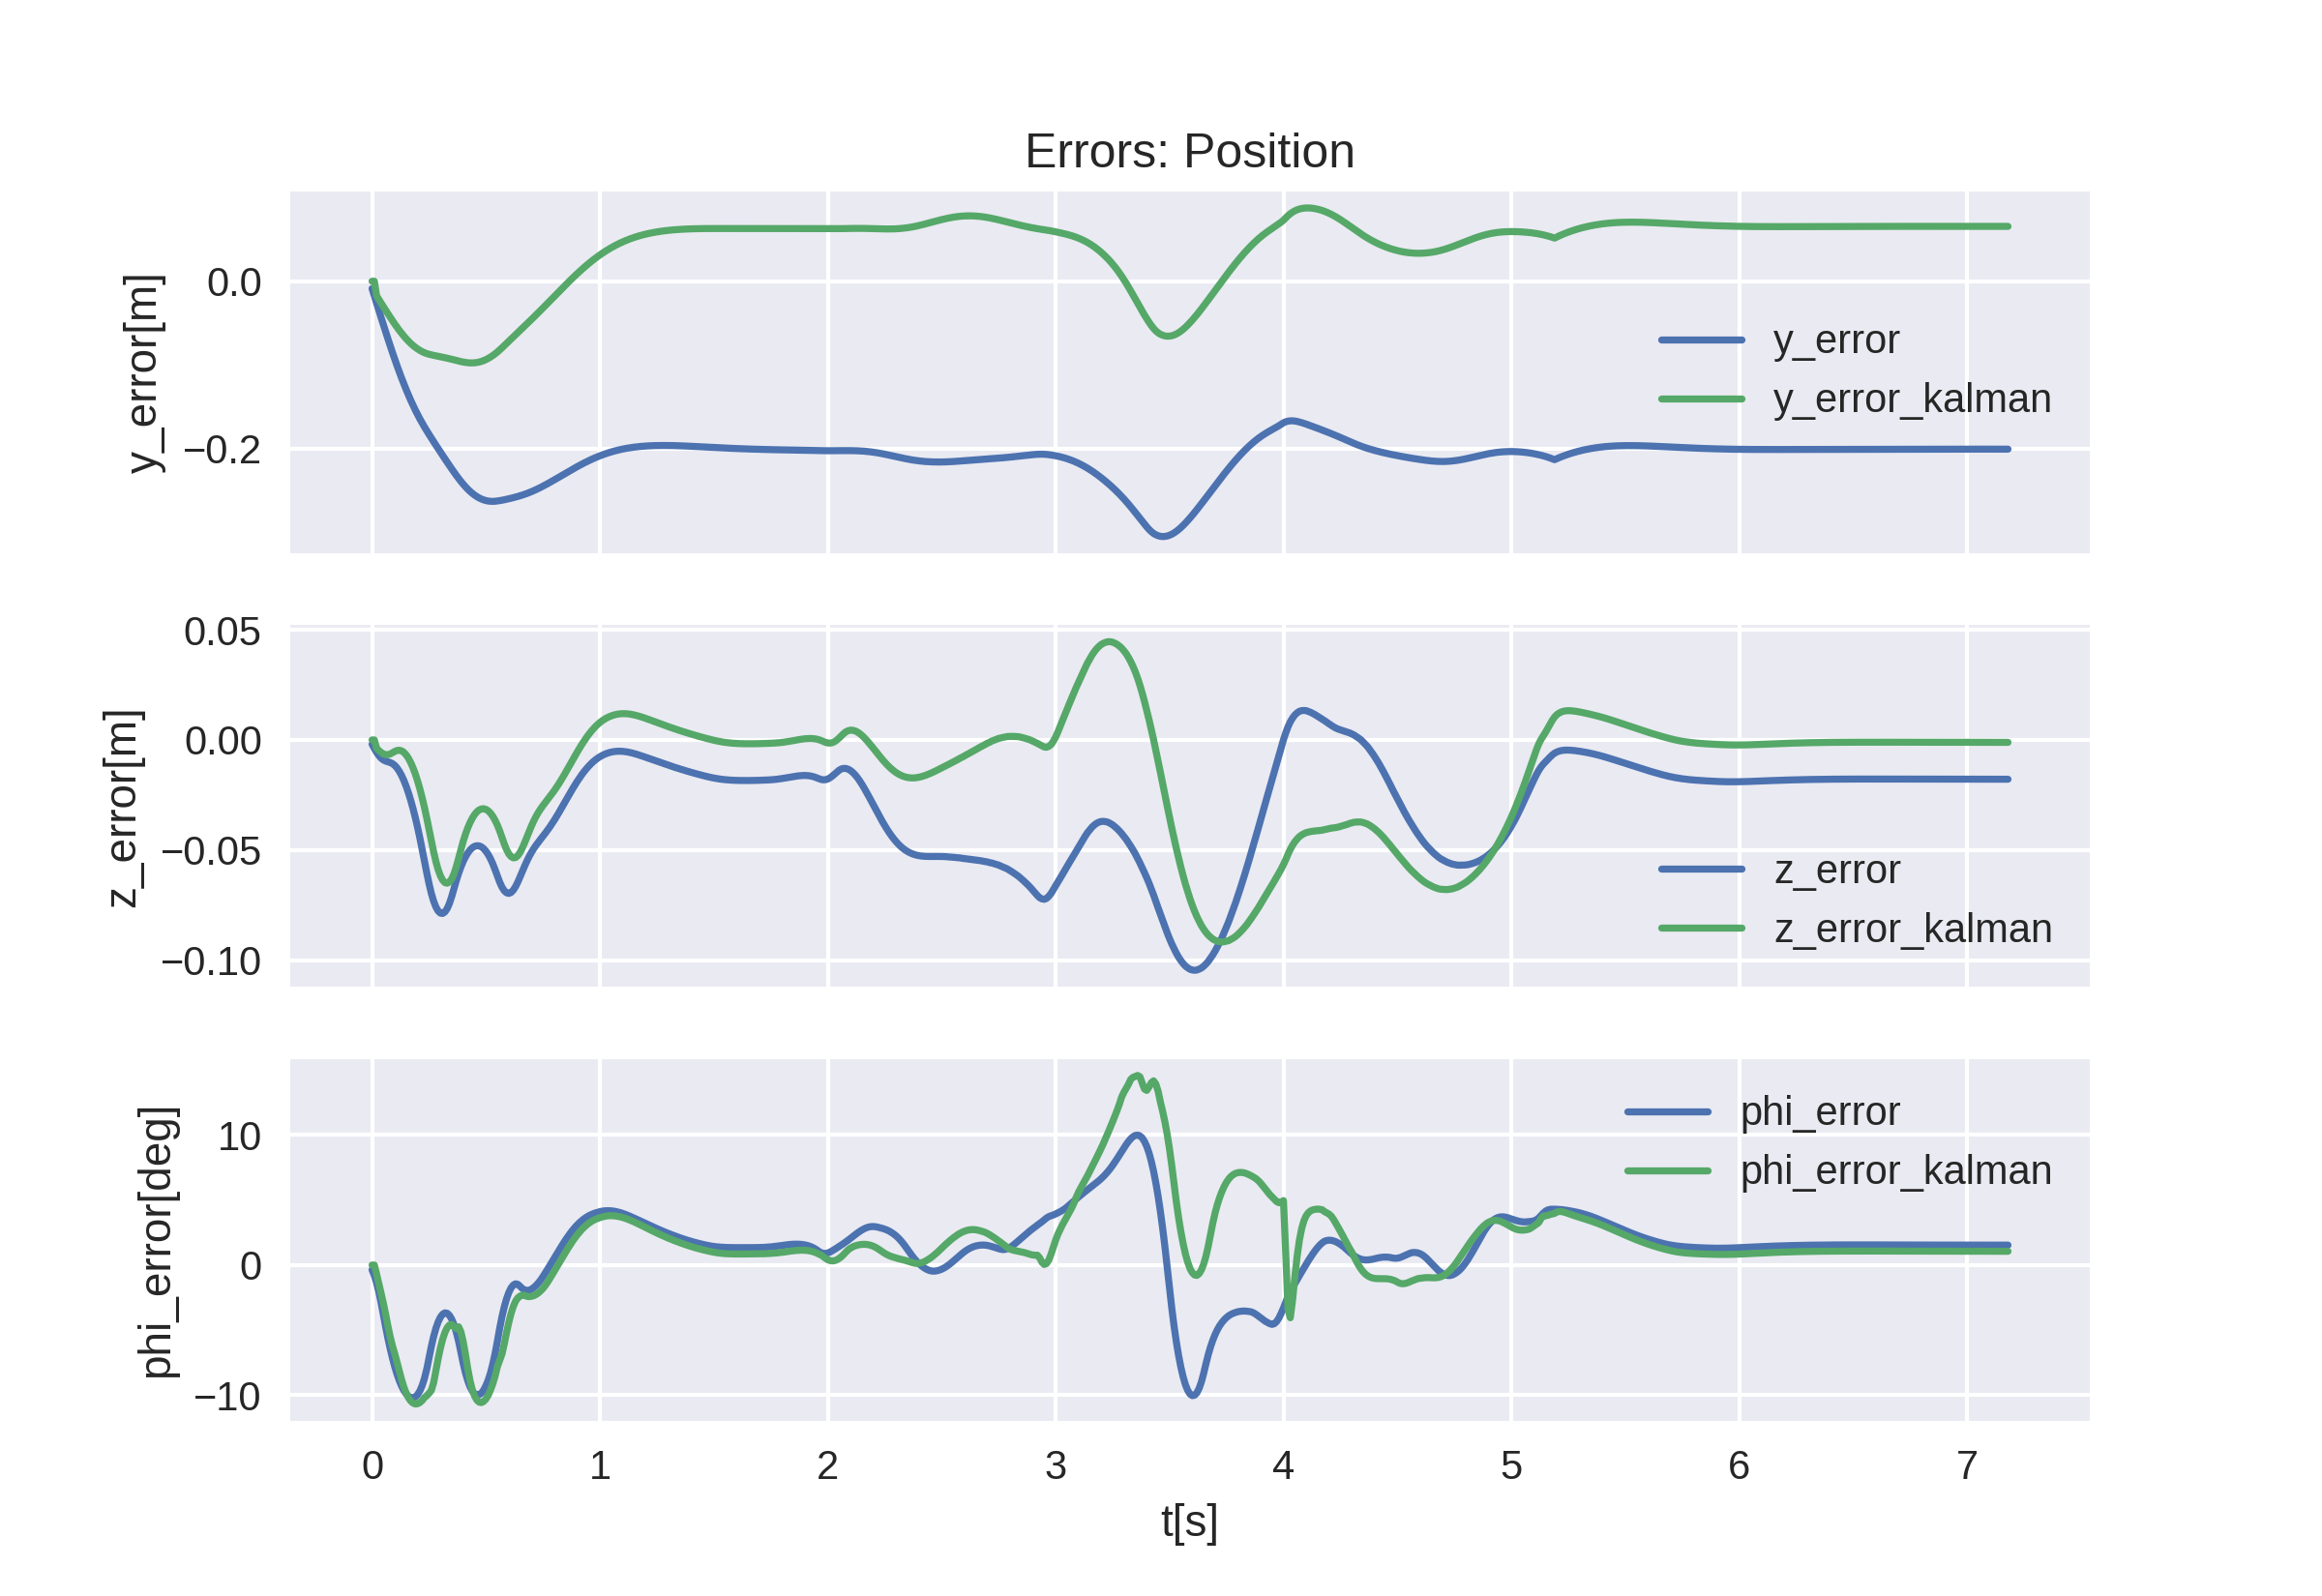 Errors: Position
y_error[m]
0.0
−0.2
y_error
y_error_kalman
z_error[m]
0.05
0.00
−0.05
−0.10
z_error
z_error_kalman
phi_error[deg]
10
0
−10
phi_error
phi_error_kalman
0 1 2 3 4 5 6 7
t[s]